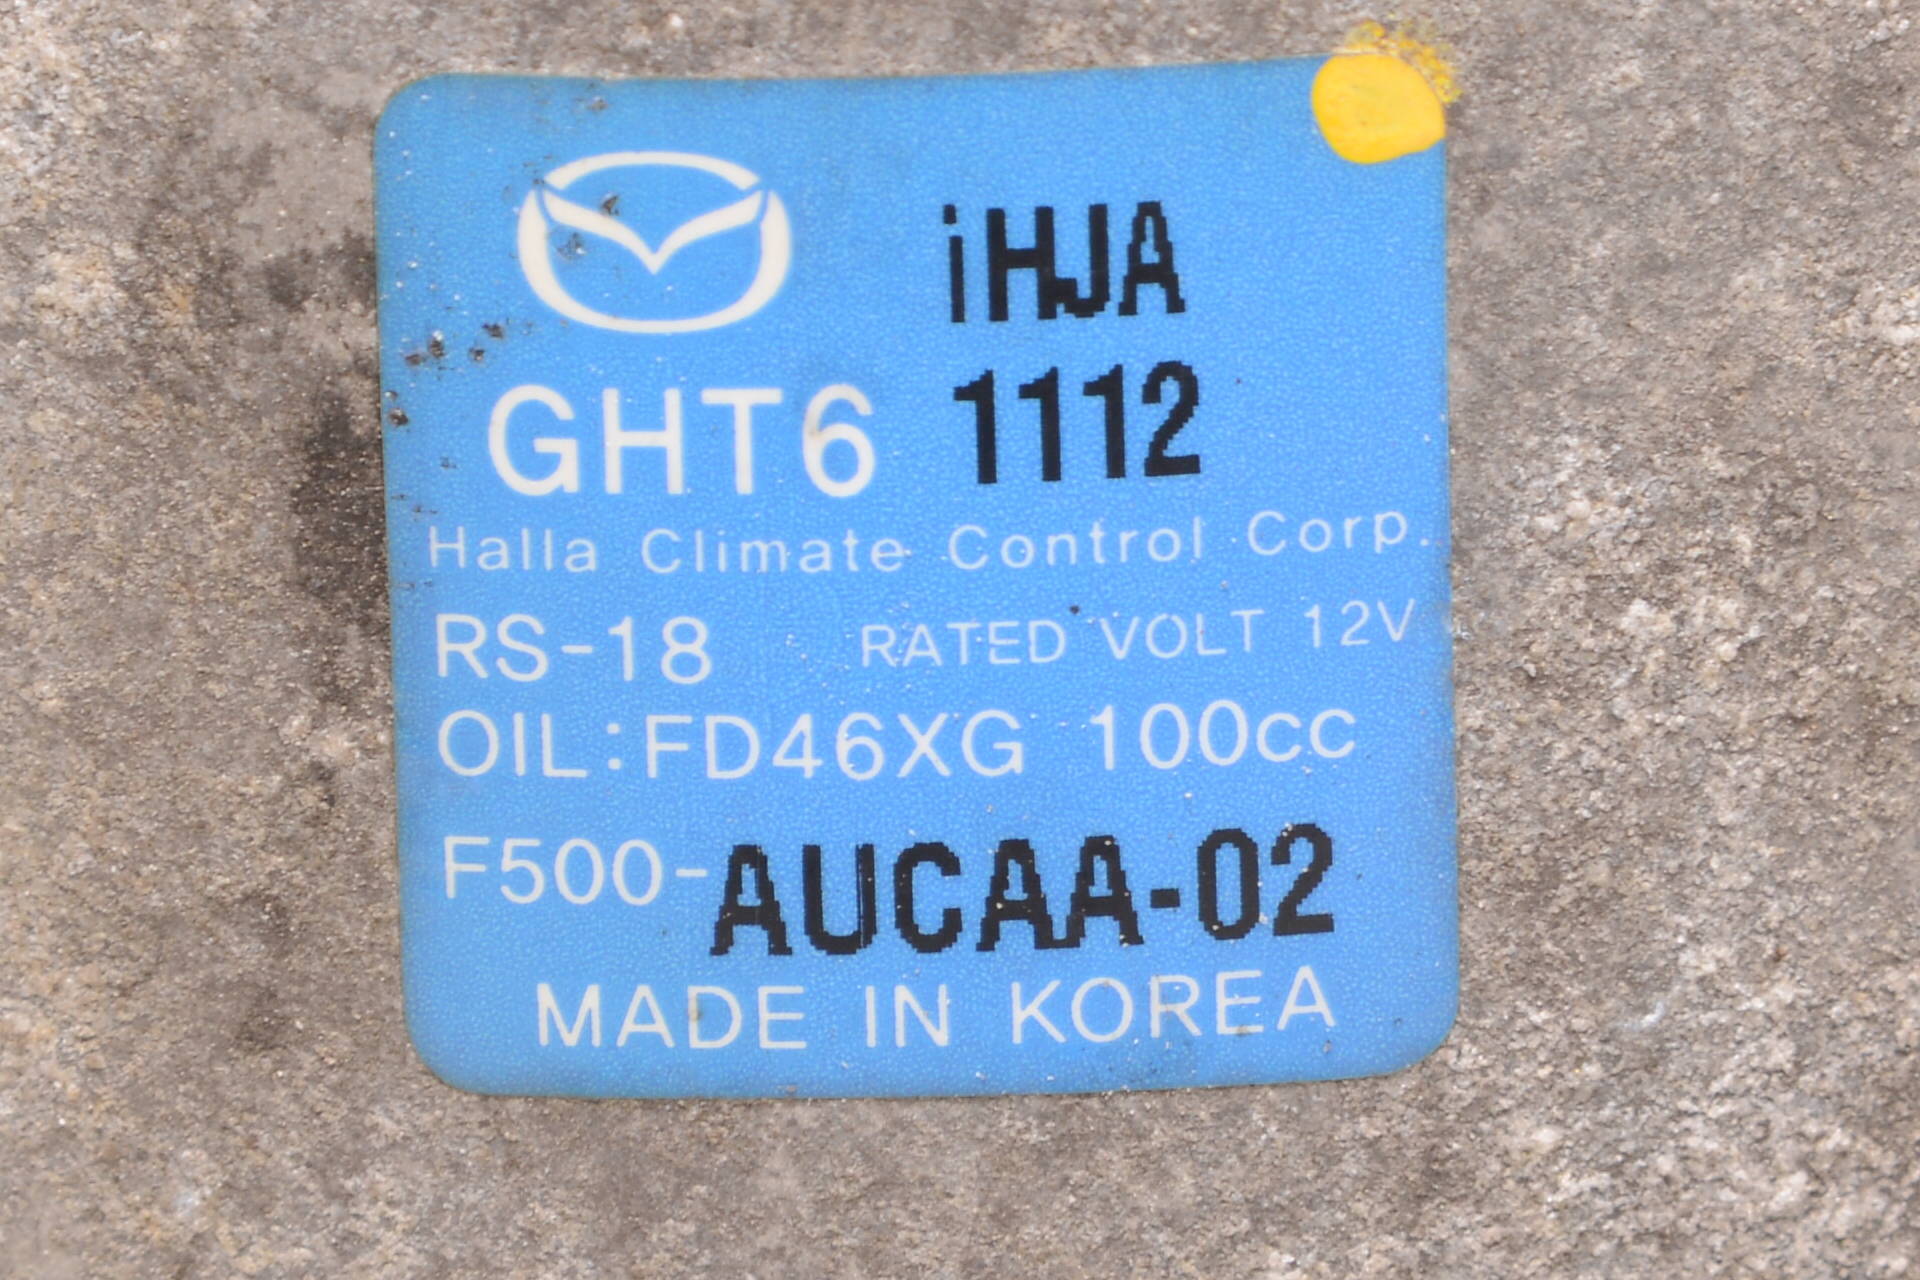 iHJA
GHT6 1112
Halla Climate Control Corp.
RS-18 RATED VOLT 12V
OIL:FD46XG 100cc
F500-AUCAA-02
MADE IN KOREA